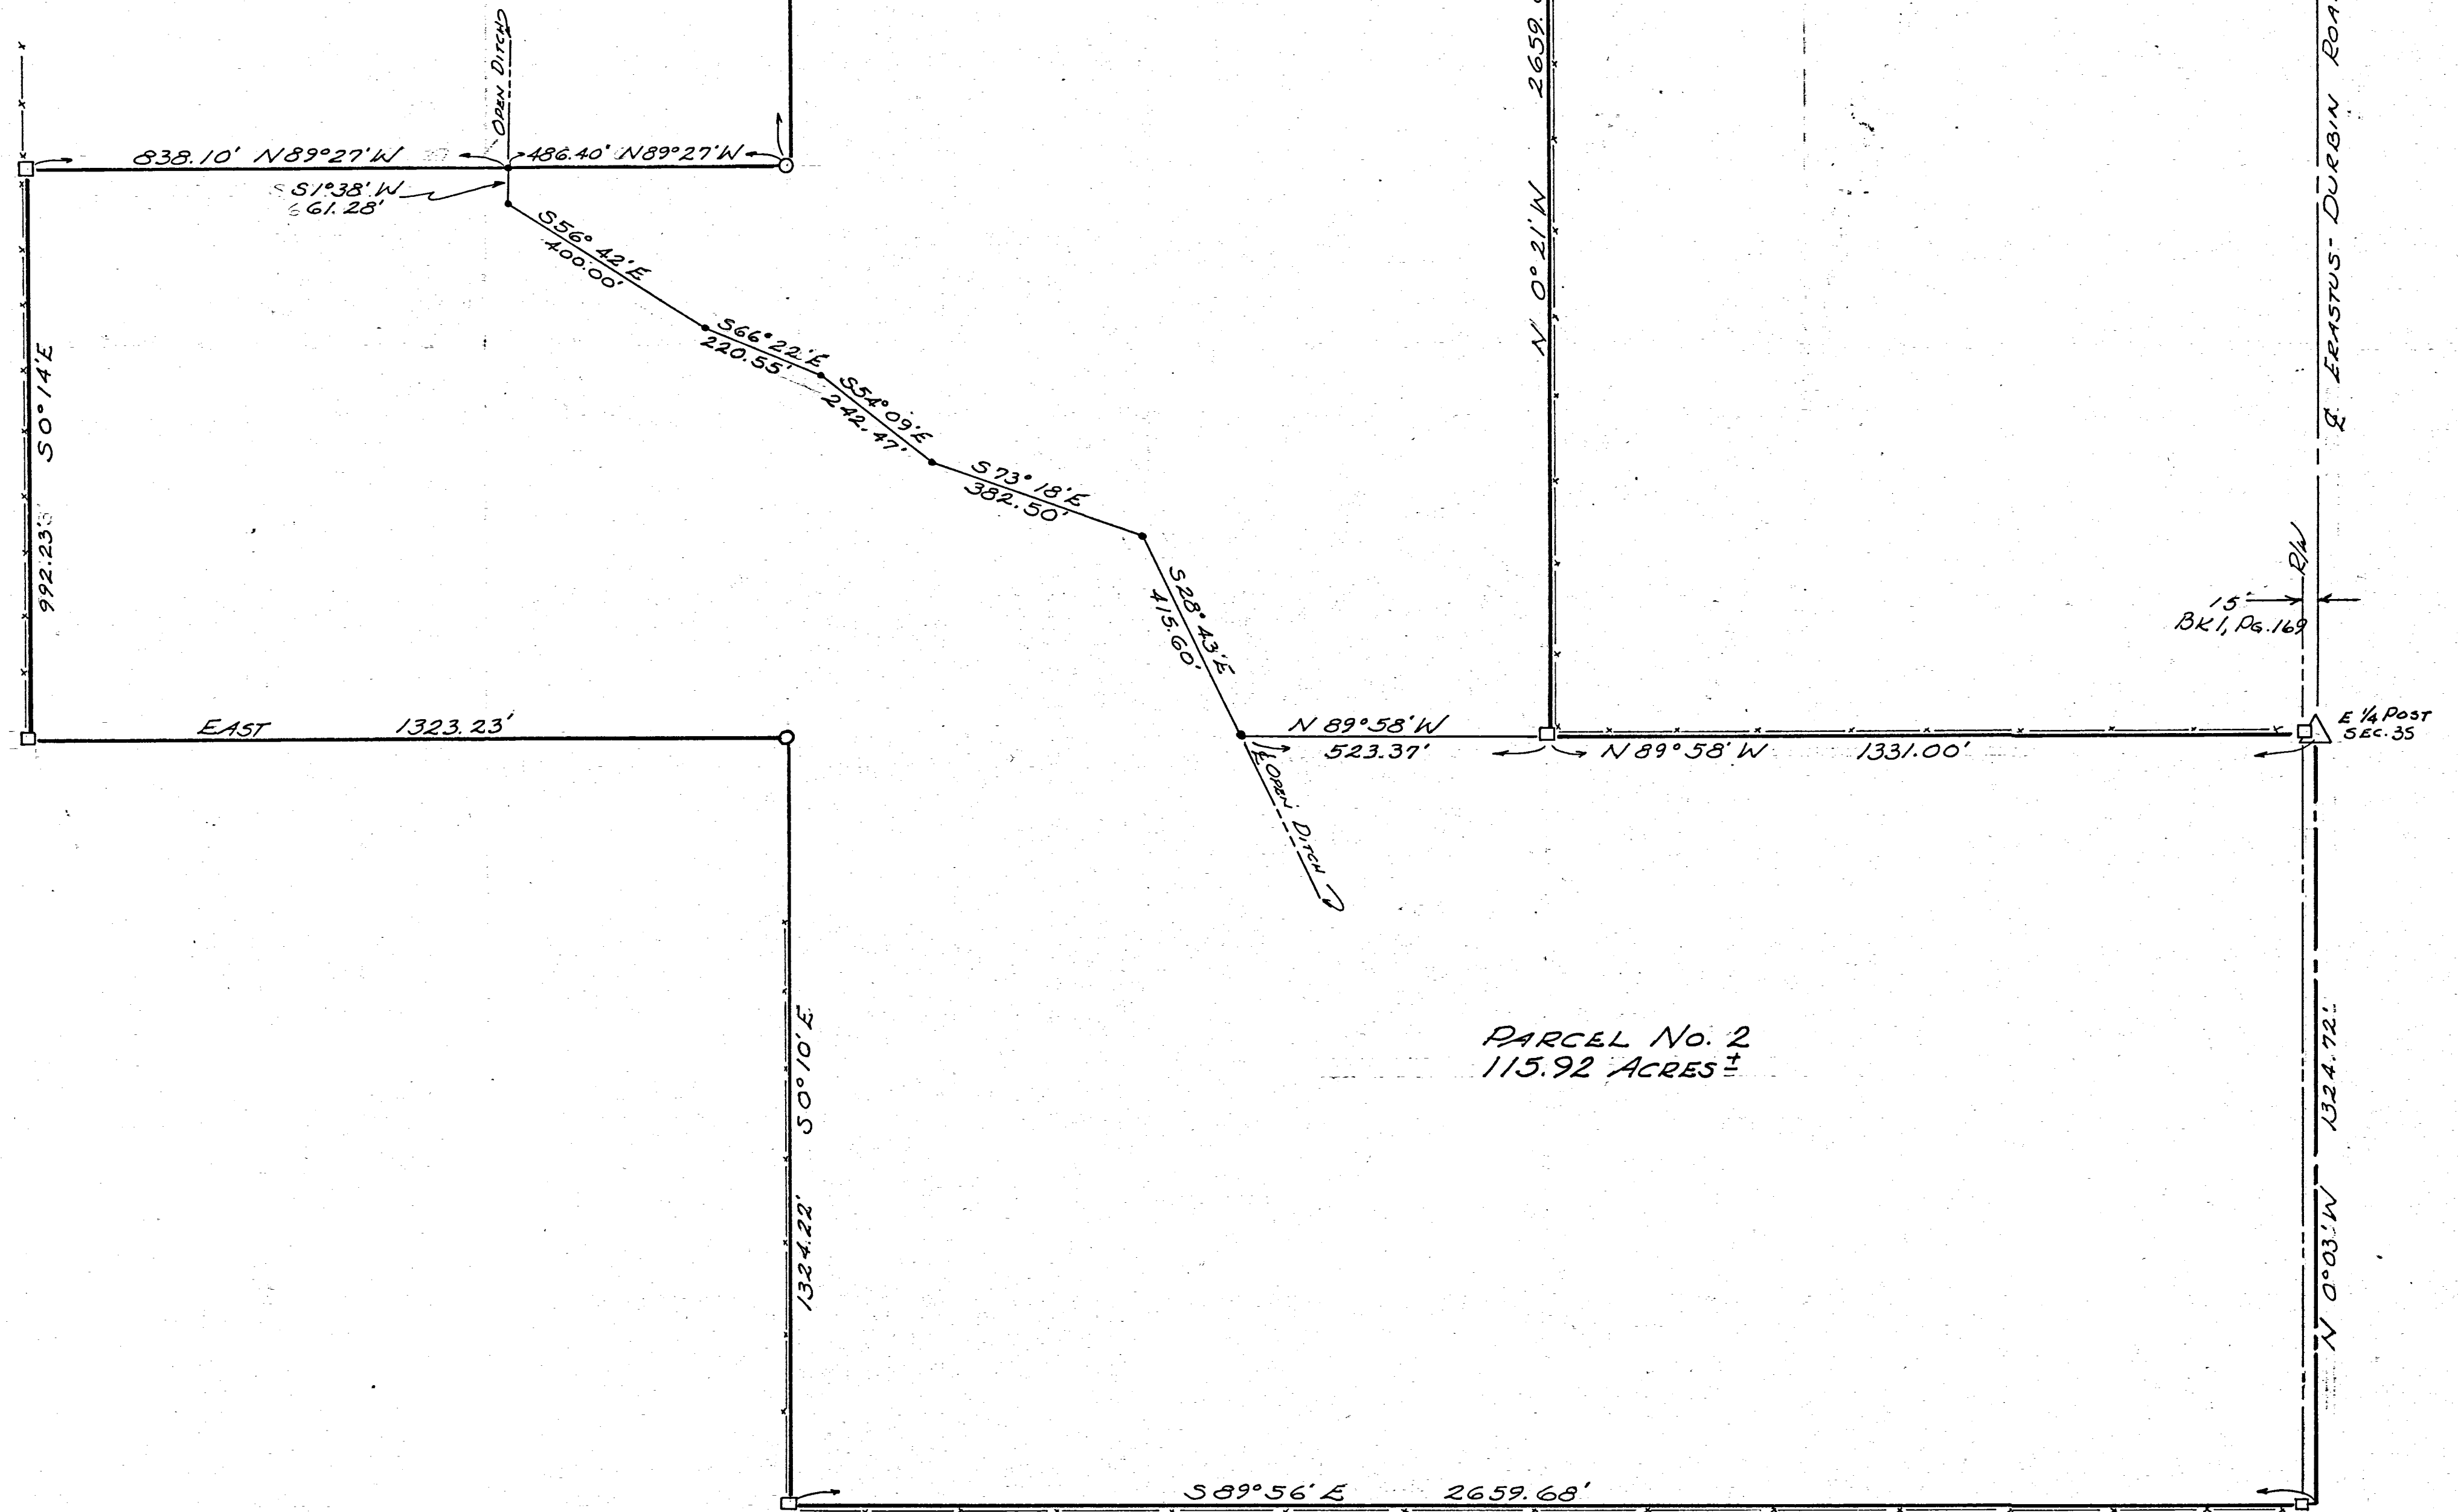 OPEN DITCH
838.10' N89°27'W
486.40' N89°27'W
S1°38'W
61.28'
S56°42'E
400.00'
S66°22'E
220.55'
S54°09'E
242.47'
S73°18'E
382.50'
S28°43'E
415.60'
S0°14'E
992.23'
EAST 1323.23'
2659.
N 0°21'W
℄ ERASTUS-DURBIN ROA
R/W
15'
BK1, PG.169
E 1/4 POST
SEC. 35
N 89°58'W
523.37'
N 89°58'W 1331.00'
℄ OPEN DITCH
PARCEL NO. 2
115.92 ACRES ±
S0°10'E
1324.22'
N 0°03'W 1324.72'
S89°56'E 2659.68'